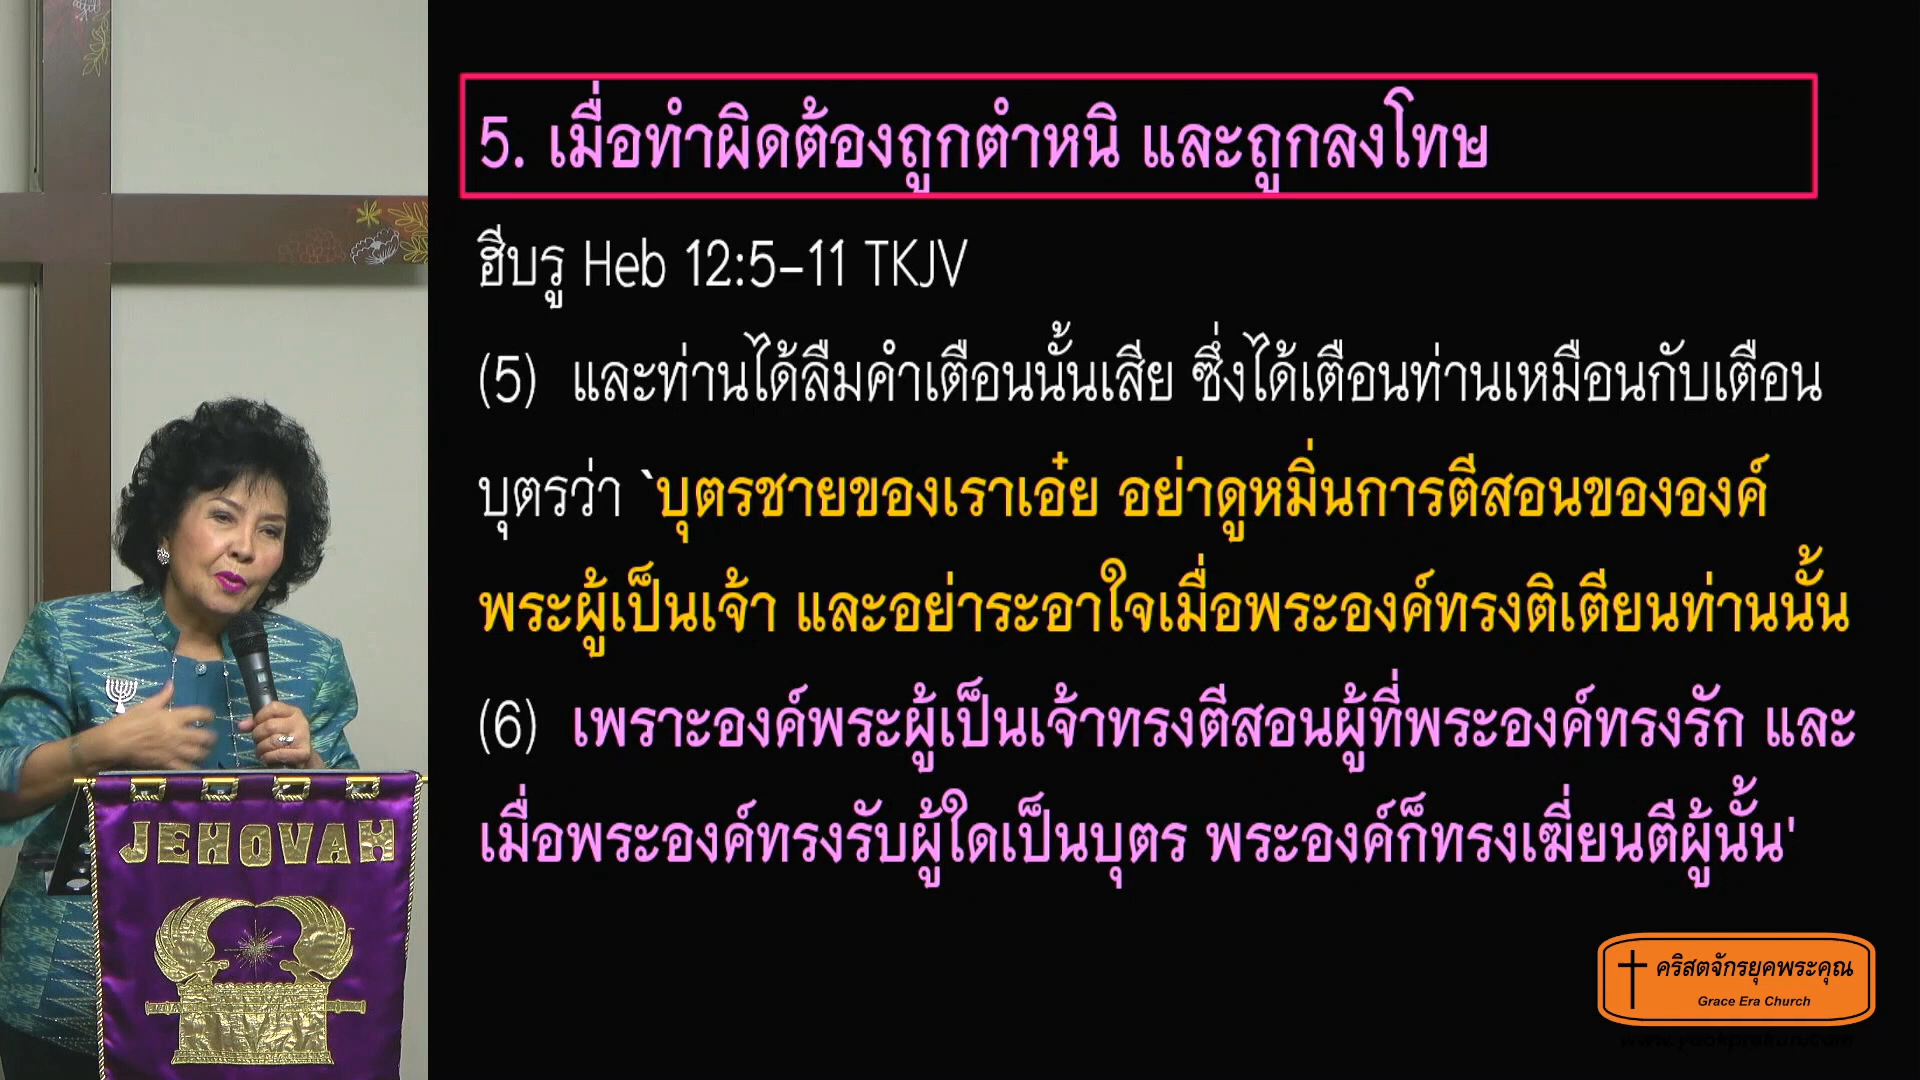 5. เมื่อทำผิดต้องถูกตำหนิ และถูกลงโทษ
ฮีบรู Heb 12:5-11 TKJV
(5) และท่านได้ลืมคำเตือนนั้นเสีย ซึ่งได้เตือนท่านเหมือนกับเตือน
บุตรว่า `บุตรชายของเราเอ๋ย อย่าดูหมิ่นการตีสอนขององค์
พระผู้เป็นเจ้า และอย่าระอาใจเมื่อพระองค์ทรงติเตียนท่านนั้น
(6) เพราะองค์พระผู้เป็นเจ้าทรงตีสอนผู้ที่พระองค์ทรงรัก และ
เมื่อพระองค์ทรงรับผู้ใดเป็นบุตร พระองค์ก็ทรงเฆี่ยนตีผู้นั้น'
JEHOVAH
คริสตจักรยุคพระคุณ
Grace Era Church